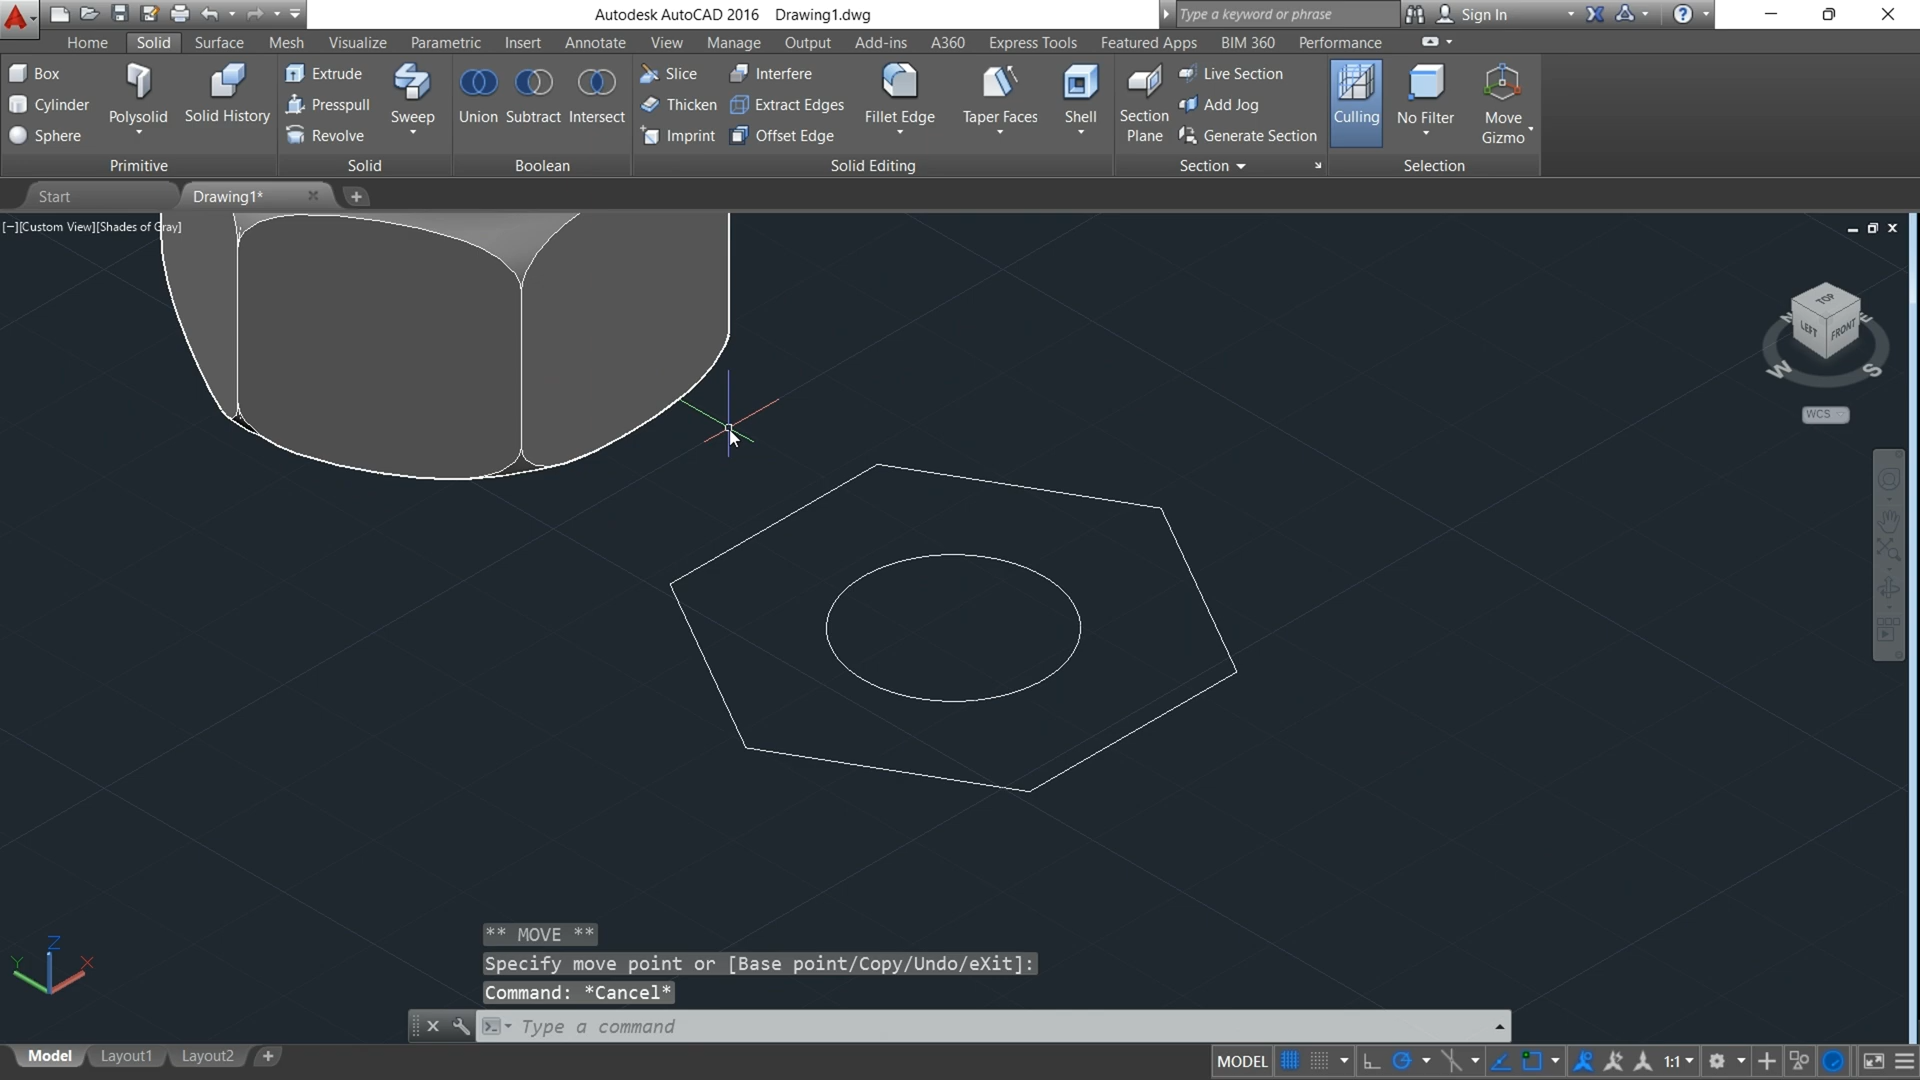 Autodesk AutoCAD 2016 Drawing1.dwg
Type a keyword or phrase
Sign In
Home Solid Surface Mesh Visualize Parametric Insert Annotate View Manage Output Add-ins A360 Express Tools Featured Apps BIM 360 Performance
Box Extrude Slice Interfere Live Section
Cylinder Presspull Thicken Extract Edges Add Jog
Sphere Revolve Imprint Offset Edge Generate Section
Polysolid Solid History Sweep Union Subtract Intersect Fillet Edge Taper Faces Shell Section Plane Culling No Filter Move Gizmo
Primitive Solid Boolean Solid Editing Section Selection
Start Drawing1*
[−][Custom View][Shades of Gray]
TOP
LEFT FRONT
N E
W S
WCS
Z
Y X
** MOVE **
Specify move point or [Base point/Copy/Undo/eXit]:
Command: *Cancel*
Type a command
Model Layout1 Layout2
MODEL 1:1